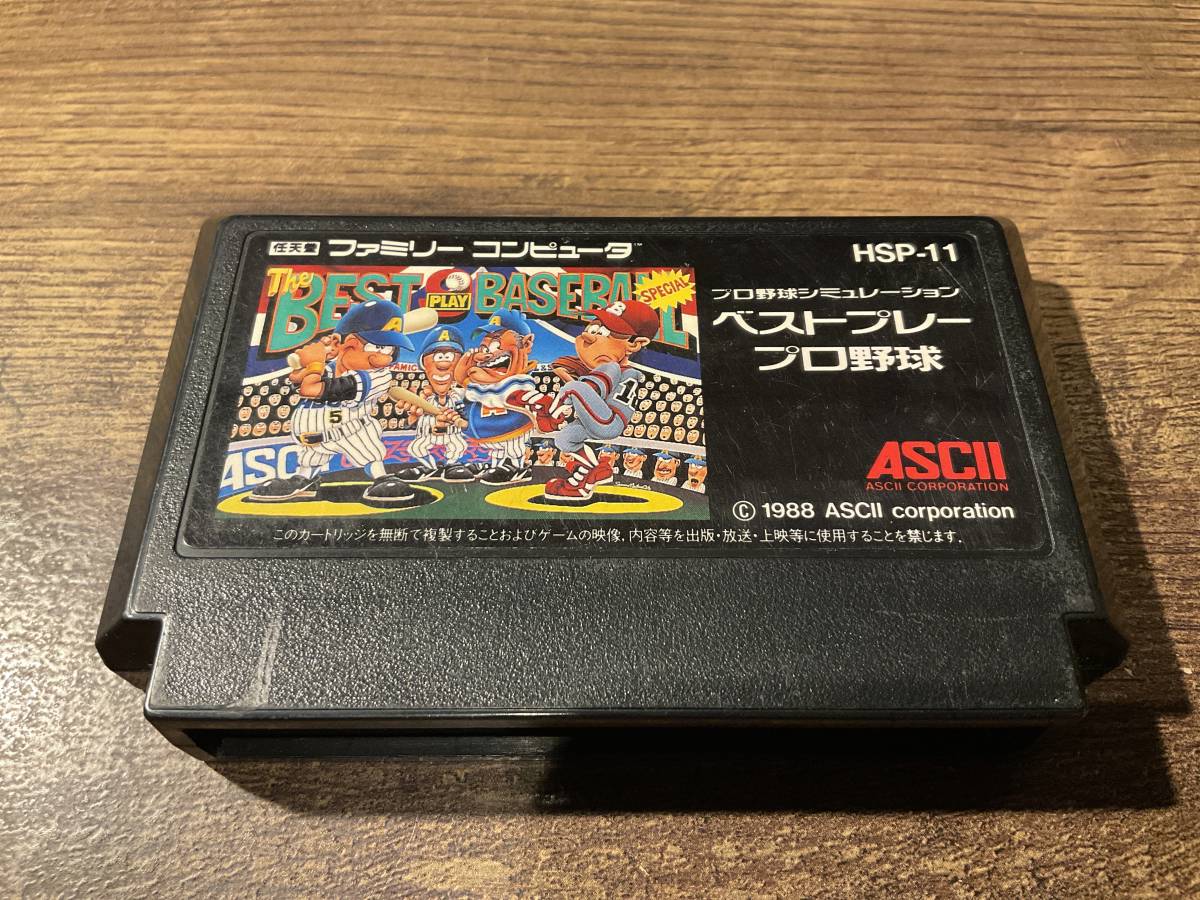 任天堂 ファミリー コンピュータ™
HSP-11
The
BEST PLAY BASEBALL
SPECIAL
プロ野球シミュレーション
ベストプレー
プロ野球
A
A
A
B
5
1
ASCII
ASCII
ASCII CORPORATION
© 1988 ASCII corporation
このカートリッジを無断で複製することおよびゲームの映像、内容等を出版・放送・上映等に使用することを禁じます。